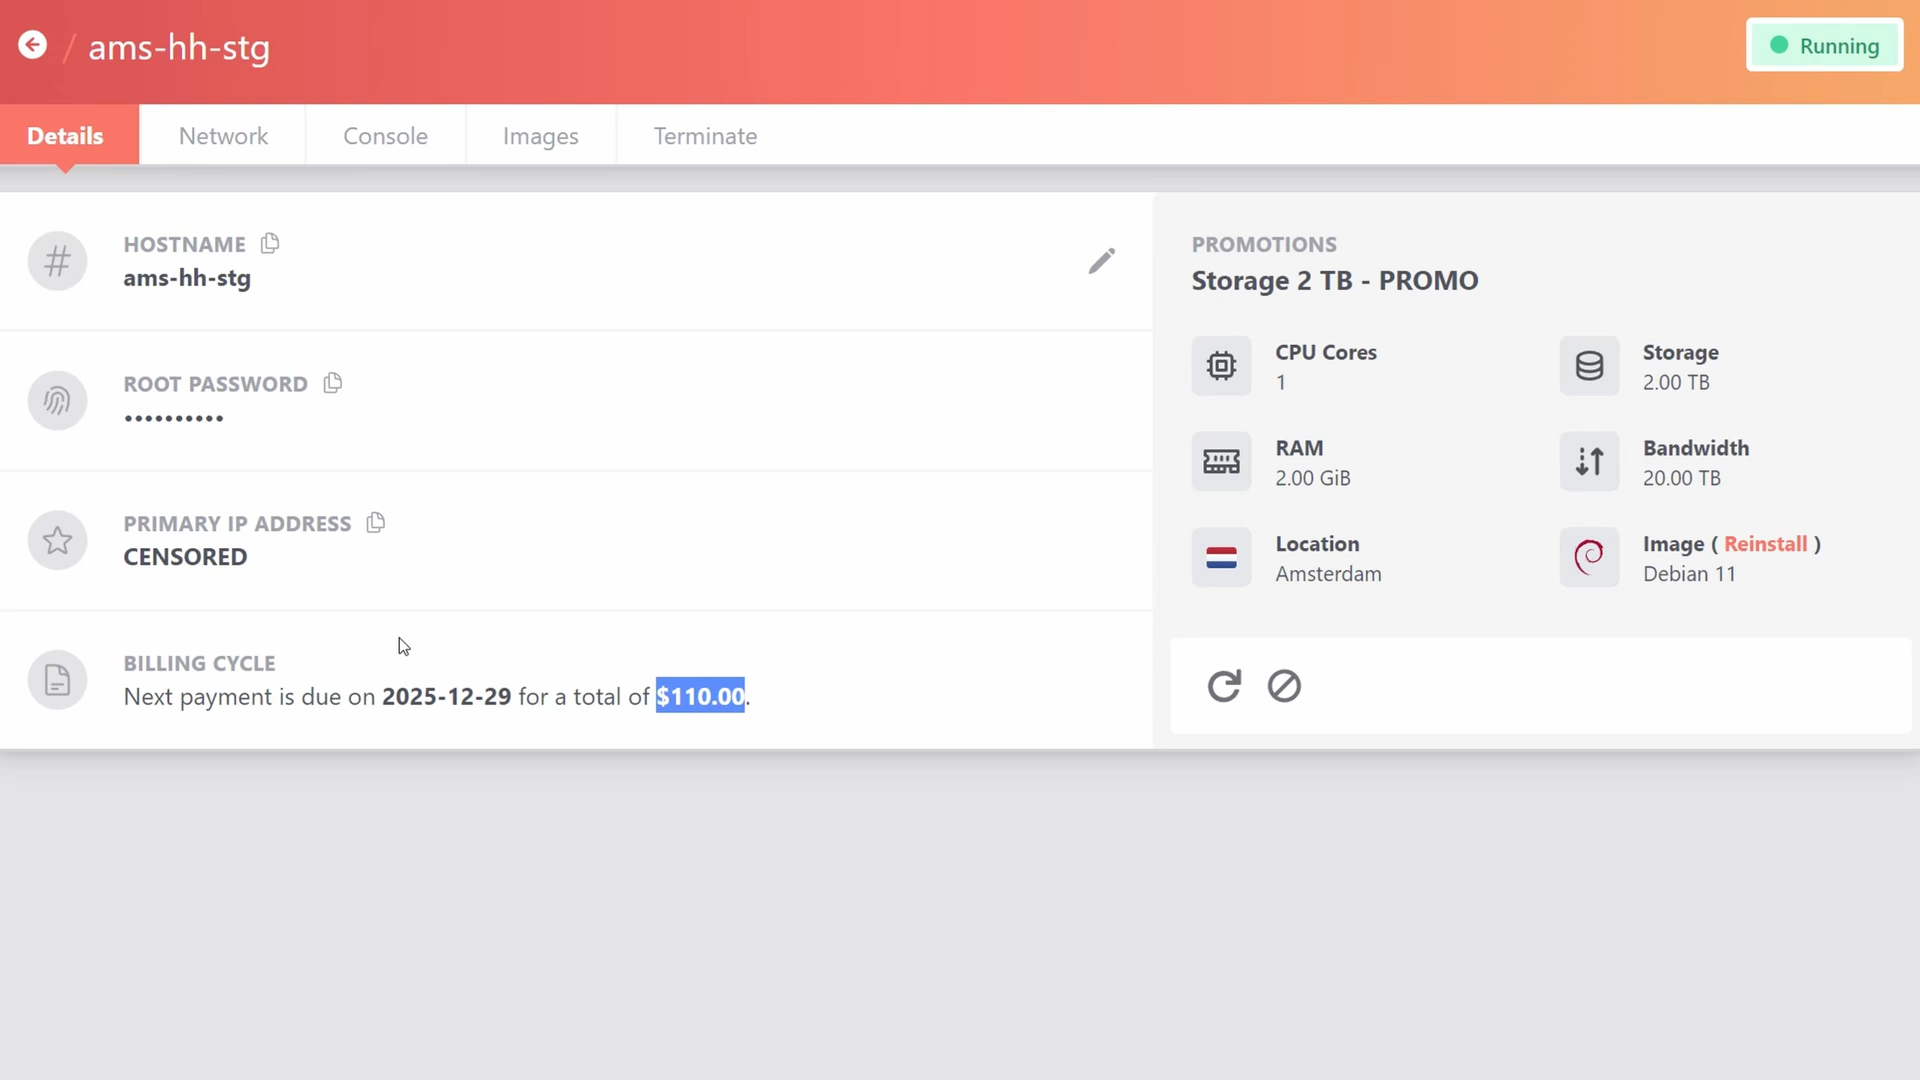 / ams-hh-stg
Running
Details
Network
Console
Images
Terminate
HOSTNAME
ams-hh-stg
ROOT PASSWORD
••••••••••
PRIMARY IP ADDRESS
CENSORED
BILLING CYCLE
Next payment is due on 2025-12-29 for a total of $110.00.
PROMOTIONS
Storage 2 TB - PROMO
CPU Cores
1
Storage
2.00 TB
RAM
2.00 GiB
Bandwidth
20.00 TB
Location
Amsterdam
Image ( Reinstall )
Debian 11